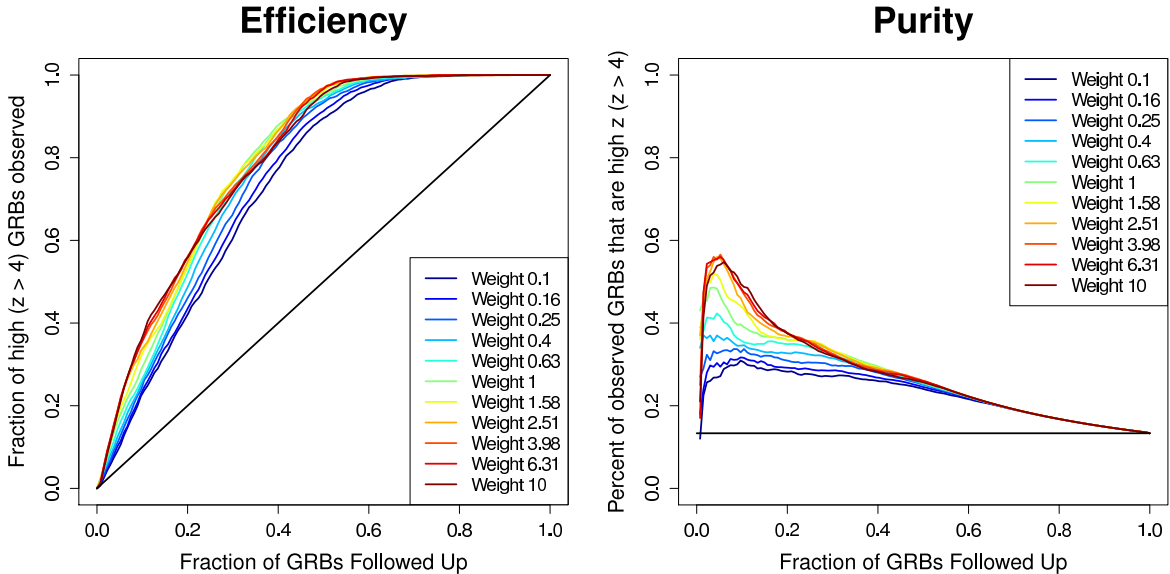 Efficiency
Fraction of high (z > 4) GRBs observed
1.0
0.8
0.6
0.4
0.2
0.0
Weight 0.1
Weight 0.16
Weight 0.25
Weight 0.4
Weight 0.63
Weight 1
Weight 1.58
Weight 2.51
Weight 3.98
Weight 6.31
Weight 10
0.0 0.2 0.4 0.6 0.8 1.0
Fraction of GRBs Followed Up
Purity
Percent of observed GRBs that are high z (z > 4)
1.0
0.8
0.6
0.4
0.2
0.0
Weight 0.1
Weight 0.16
Weight 0.25
Weight 0.4
Weight 0.63
Weight 1
Weight 1.58
Weight 2.51
Weight 3.98
Weight 6.31
Weight 10
0.0 0.2 0.4 0.6 0.8 1.0
Fraction of GRBs Followed Up